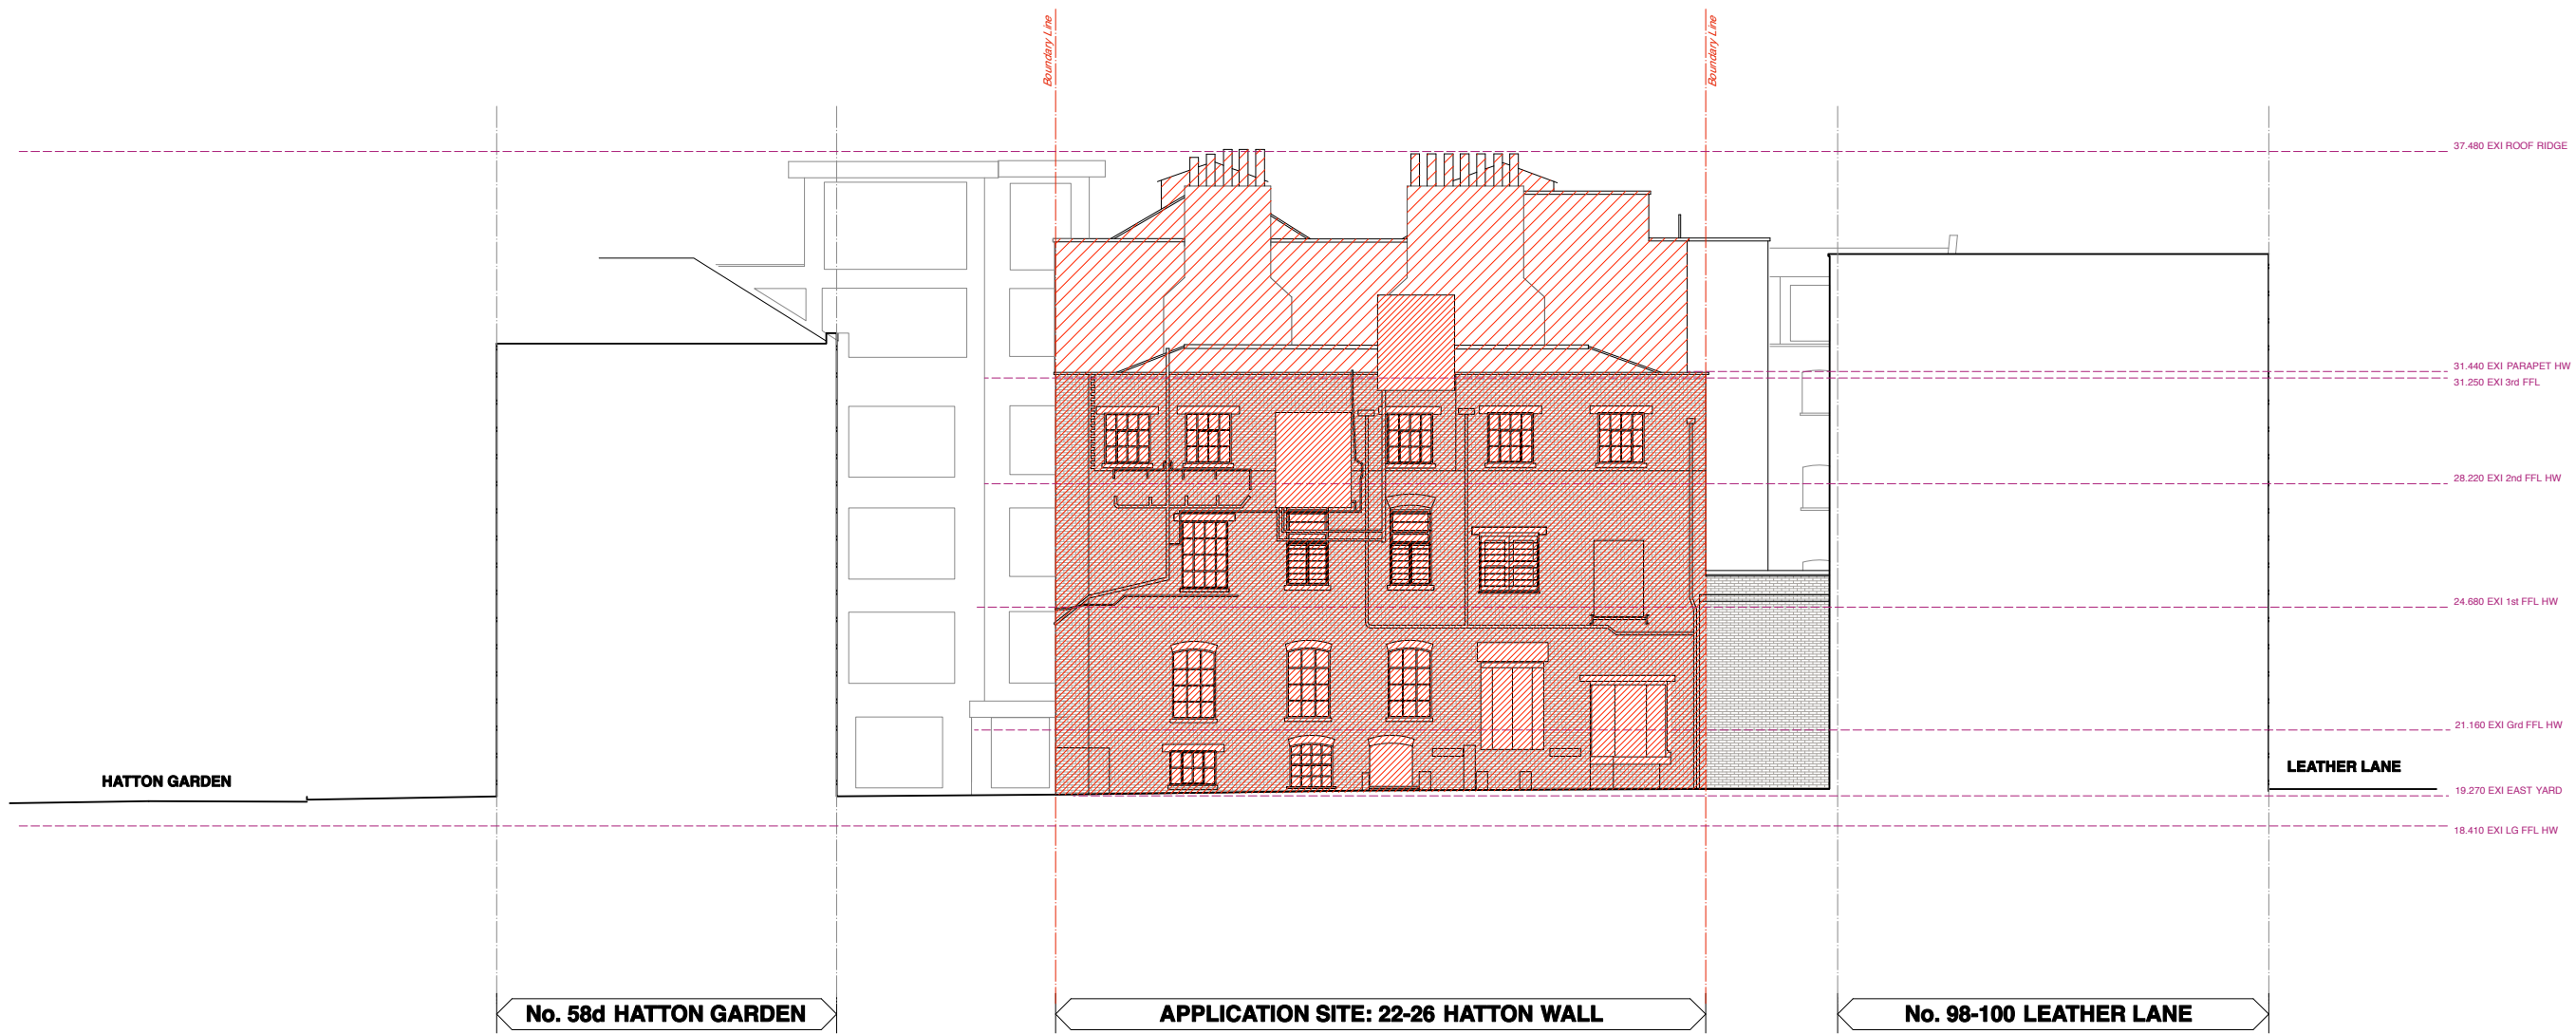 Boundary Line
Boundary Line
37.480 EXI ROOF RIDGE
31.440 EXI PARAPET HW
31.250 EXI 3rd FFL
28.220 EXI 2nd FFL HW
24.680 EXI 1st FFL HW
21.160 EXI Grd FFL HW
HATTON GARDEN
LEATHER LANE
19.270 EXI EAST YARD
18.410 EXI LG FFL HW
No. 58d HATTON GARDEN
APPLICATION SITE: 22-26 HATTON WALL
No. 98-100 LEATHER LANE